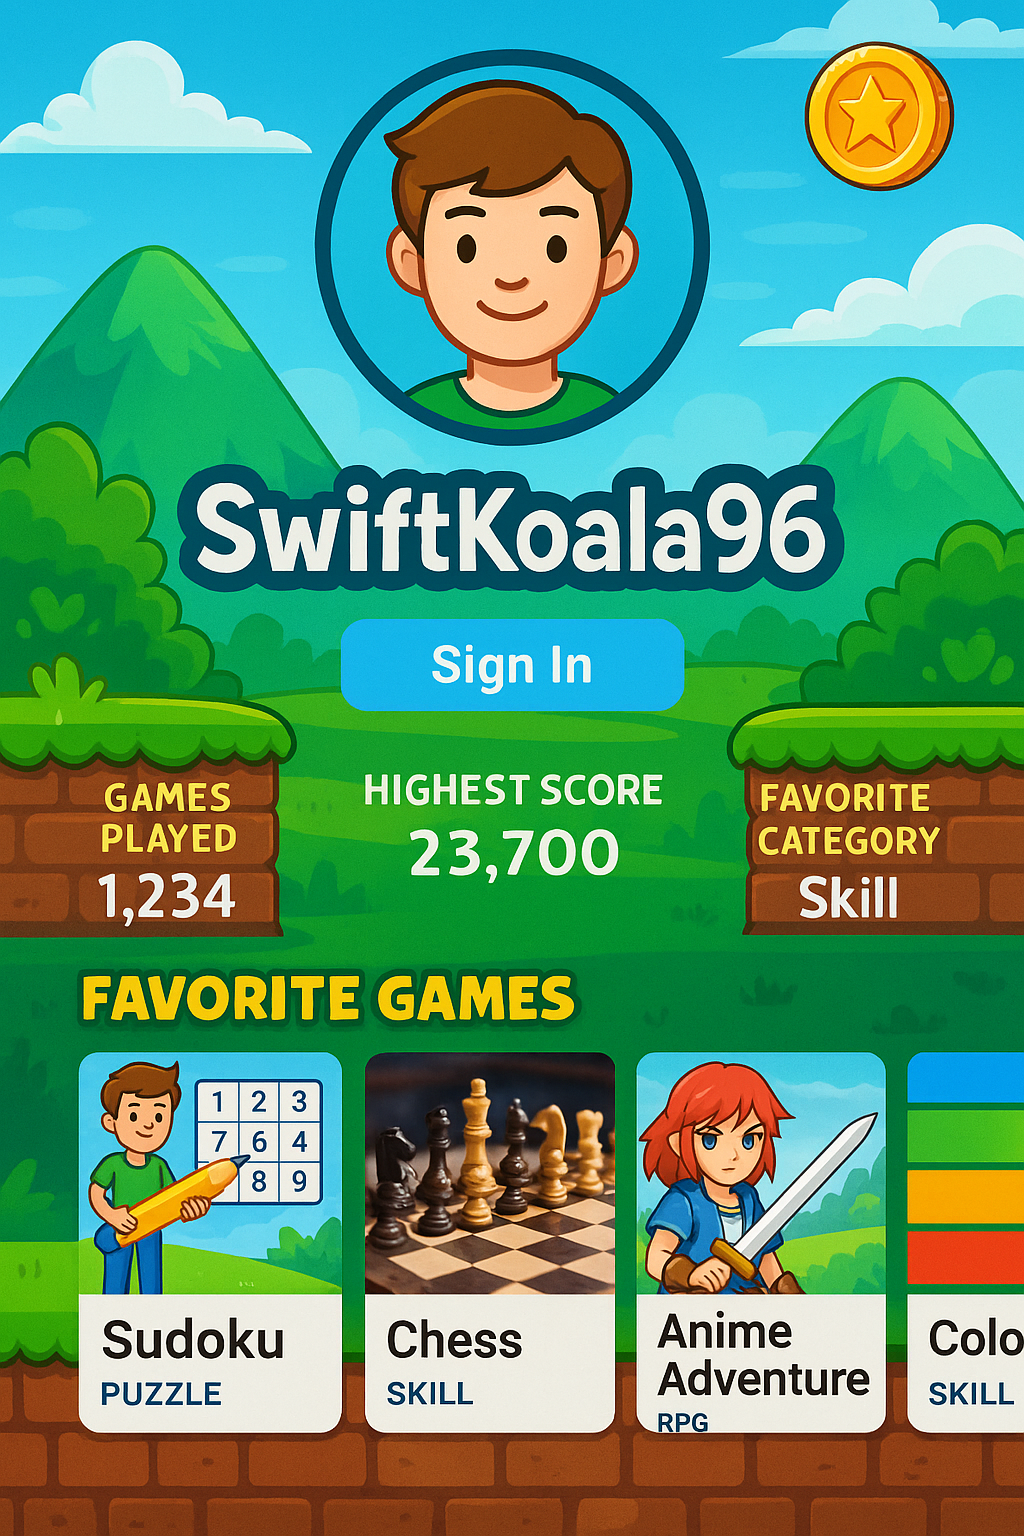 SwiftKoala96
Sign In
GAMES
PLAYED
1,234
HIGHEST SCORE
23,700
FAVORITE
CATEGORY
Skill
FAVORITE GAMES
1 2 3
7 6 4
8 9
Sudoku
PUZZLE
Chess
SKILL
Anime
Adventure
RPG
Colo
SKILL